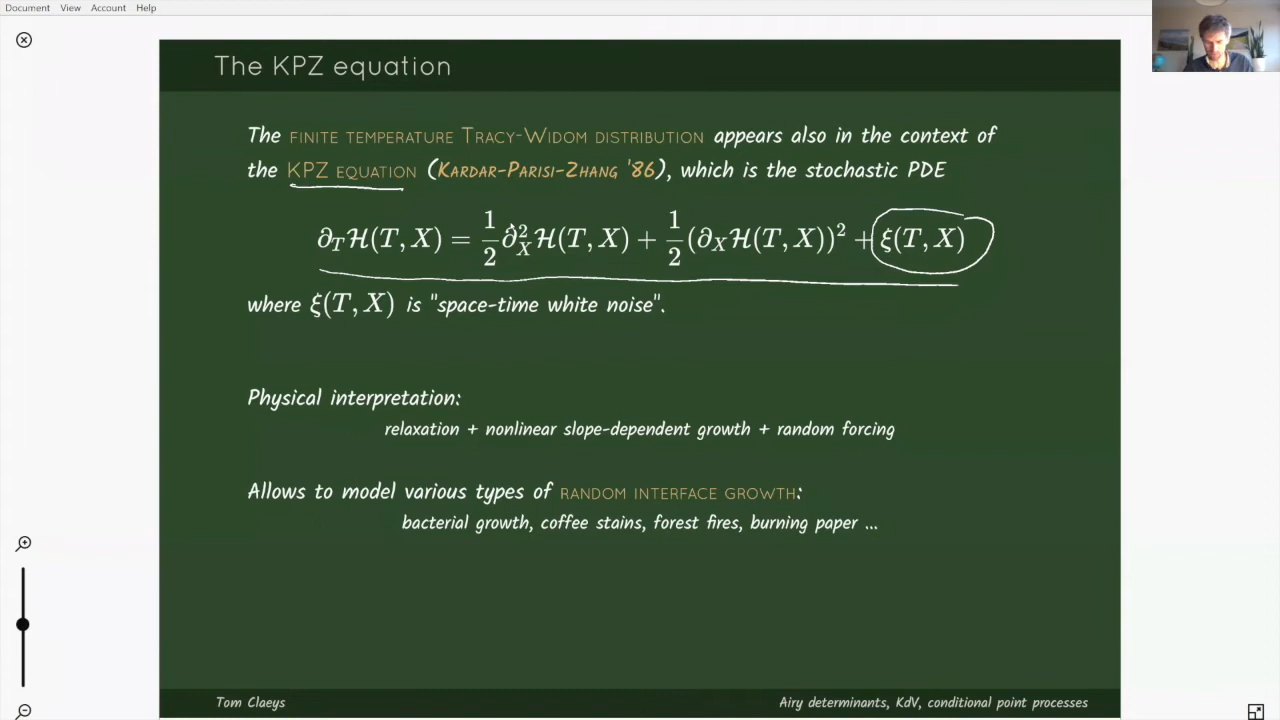 Document View Account Help
The KPZ equation
The FINITE TEMPERATURE TRACY-WIDOM DISTRIBUTION appears also in the context of
the KPZ EQUATION (KARDAR-PARISI-ZHANG '86), which is the stochastic PDE
∂_T ℋ(T, X) = 1/2 ∂_X^2 ℋ(T, X) + 1/2 (∂_X ℋ(T, X))^2 + ξ(T, X)
where ξ(T, X) is "space-time white noise".
Physical interpretation:
relaxation + nonlinear slope-dependent growth + random forcing
Allows to model various types of RANDOM INTERFACE GROWTH:
bacterial growth, coffee stains, forest fires, burning paper ...
Tom Claeys Airy determinants, KdV, conditional point processes